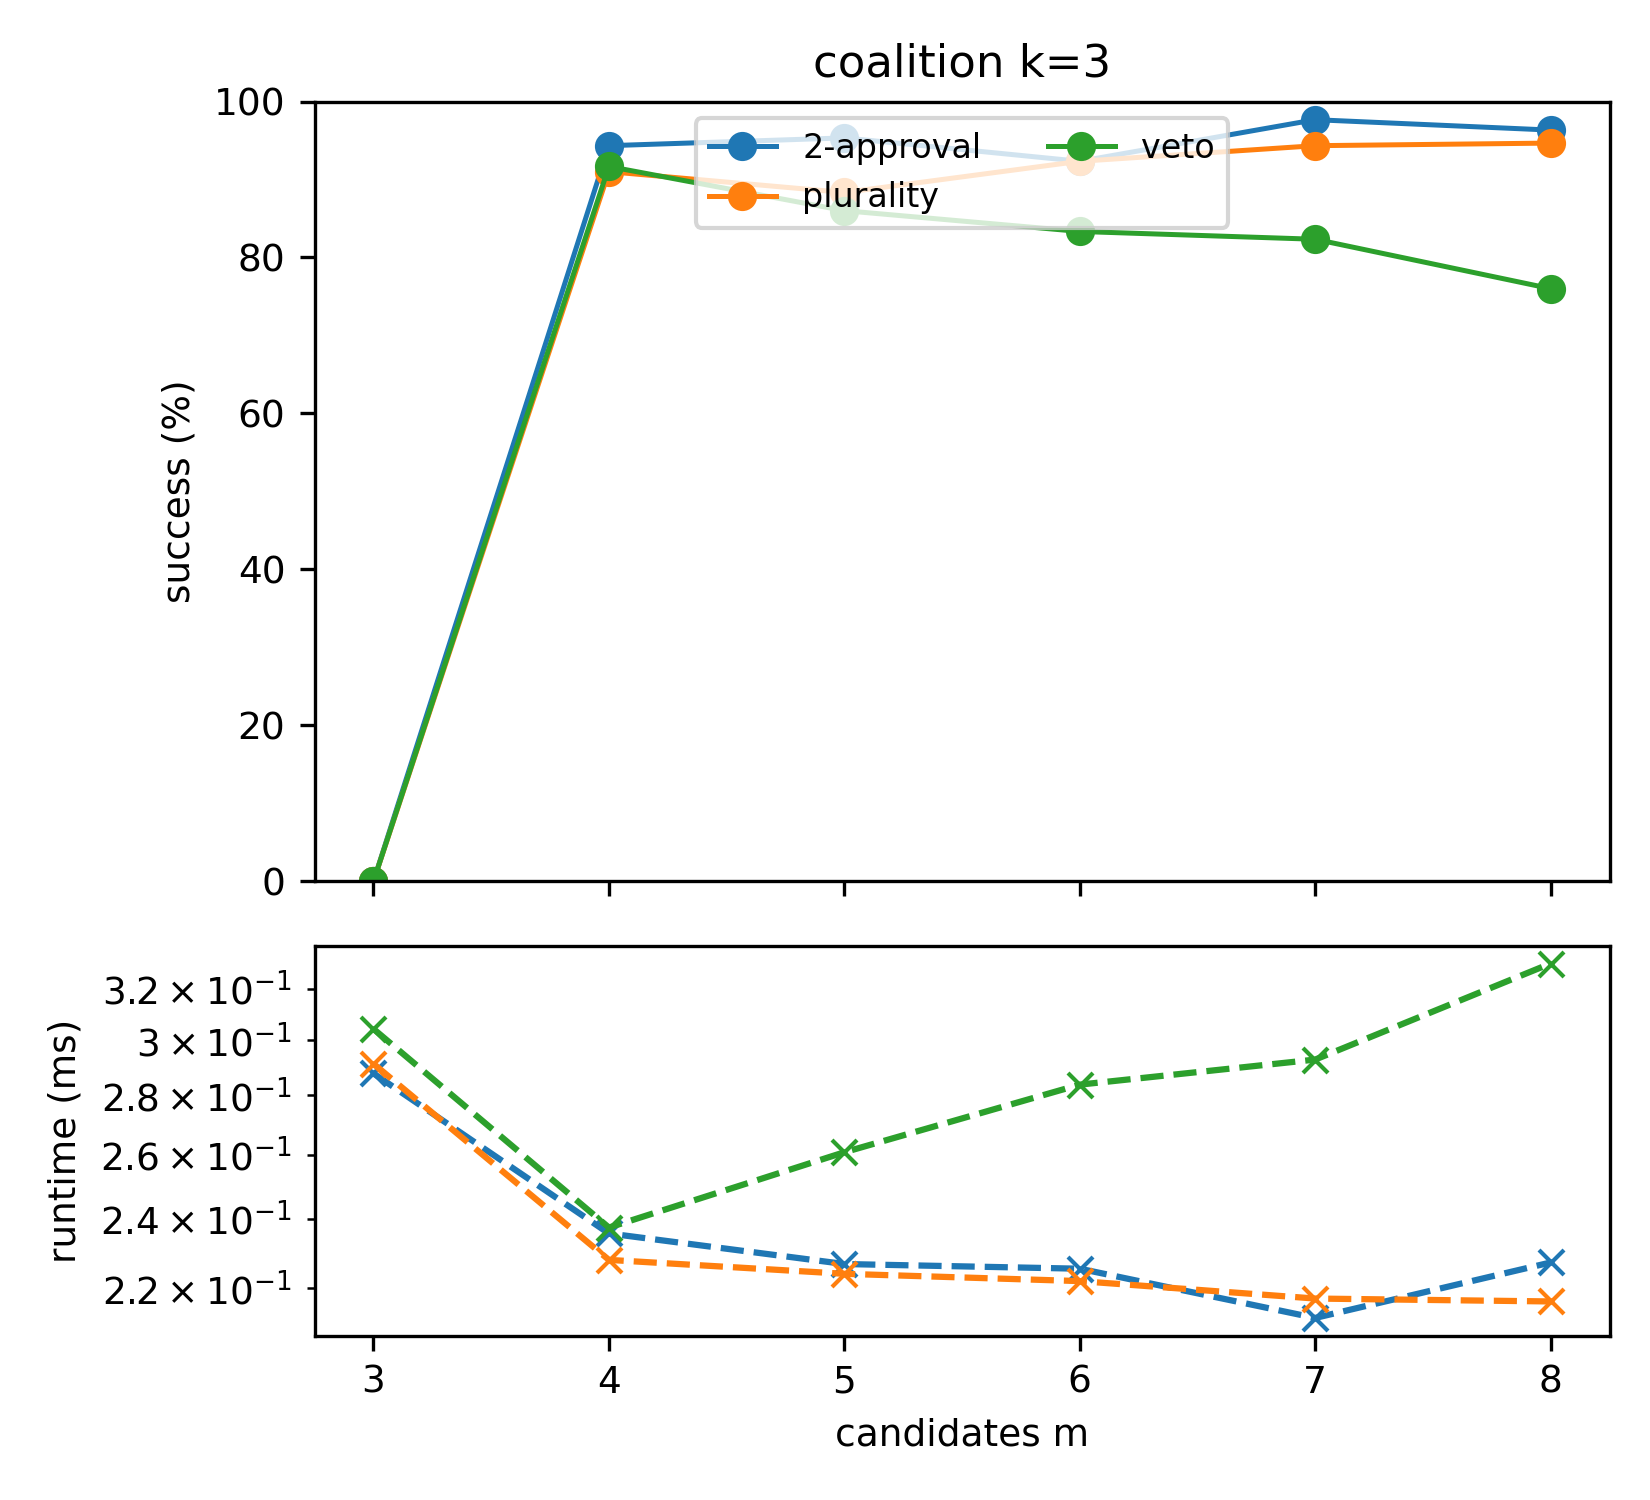 coalition k=3
100
80
60
40
20
0
success (%)
2-approval
plurality
veto
3.2 × 10⁻¹
3 × 10⁻¹
2.8 × 10⁻¹
2.6 × 10⁻¹
2.4 × 10⁻¹
2.2 × 10⁻¹
runtime (ms)
3 4 5 6 7 8
candidates m